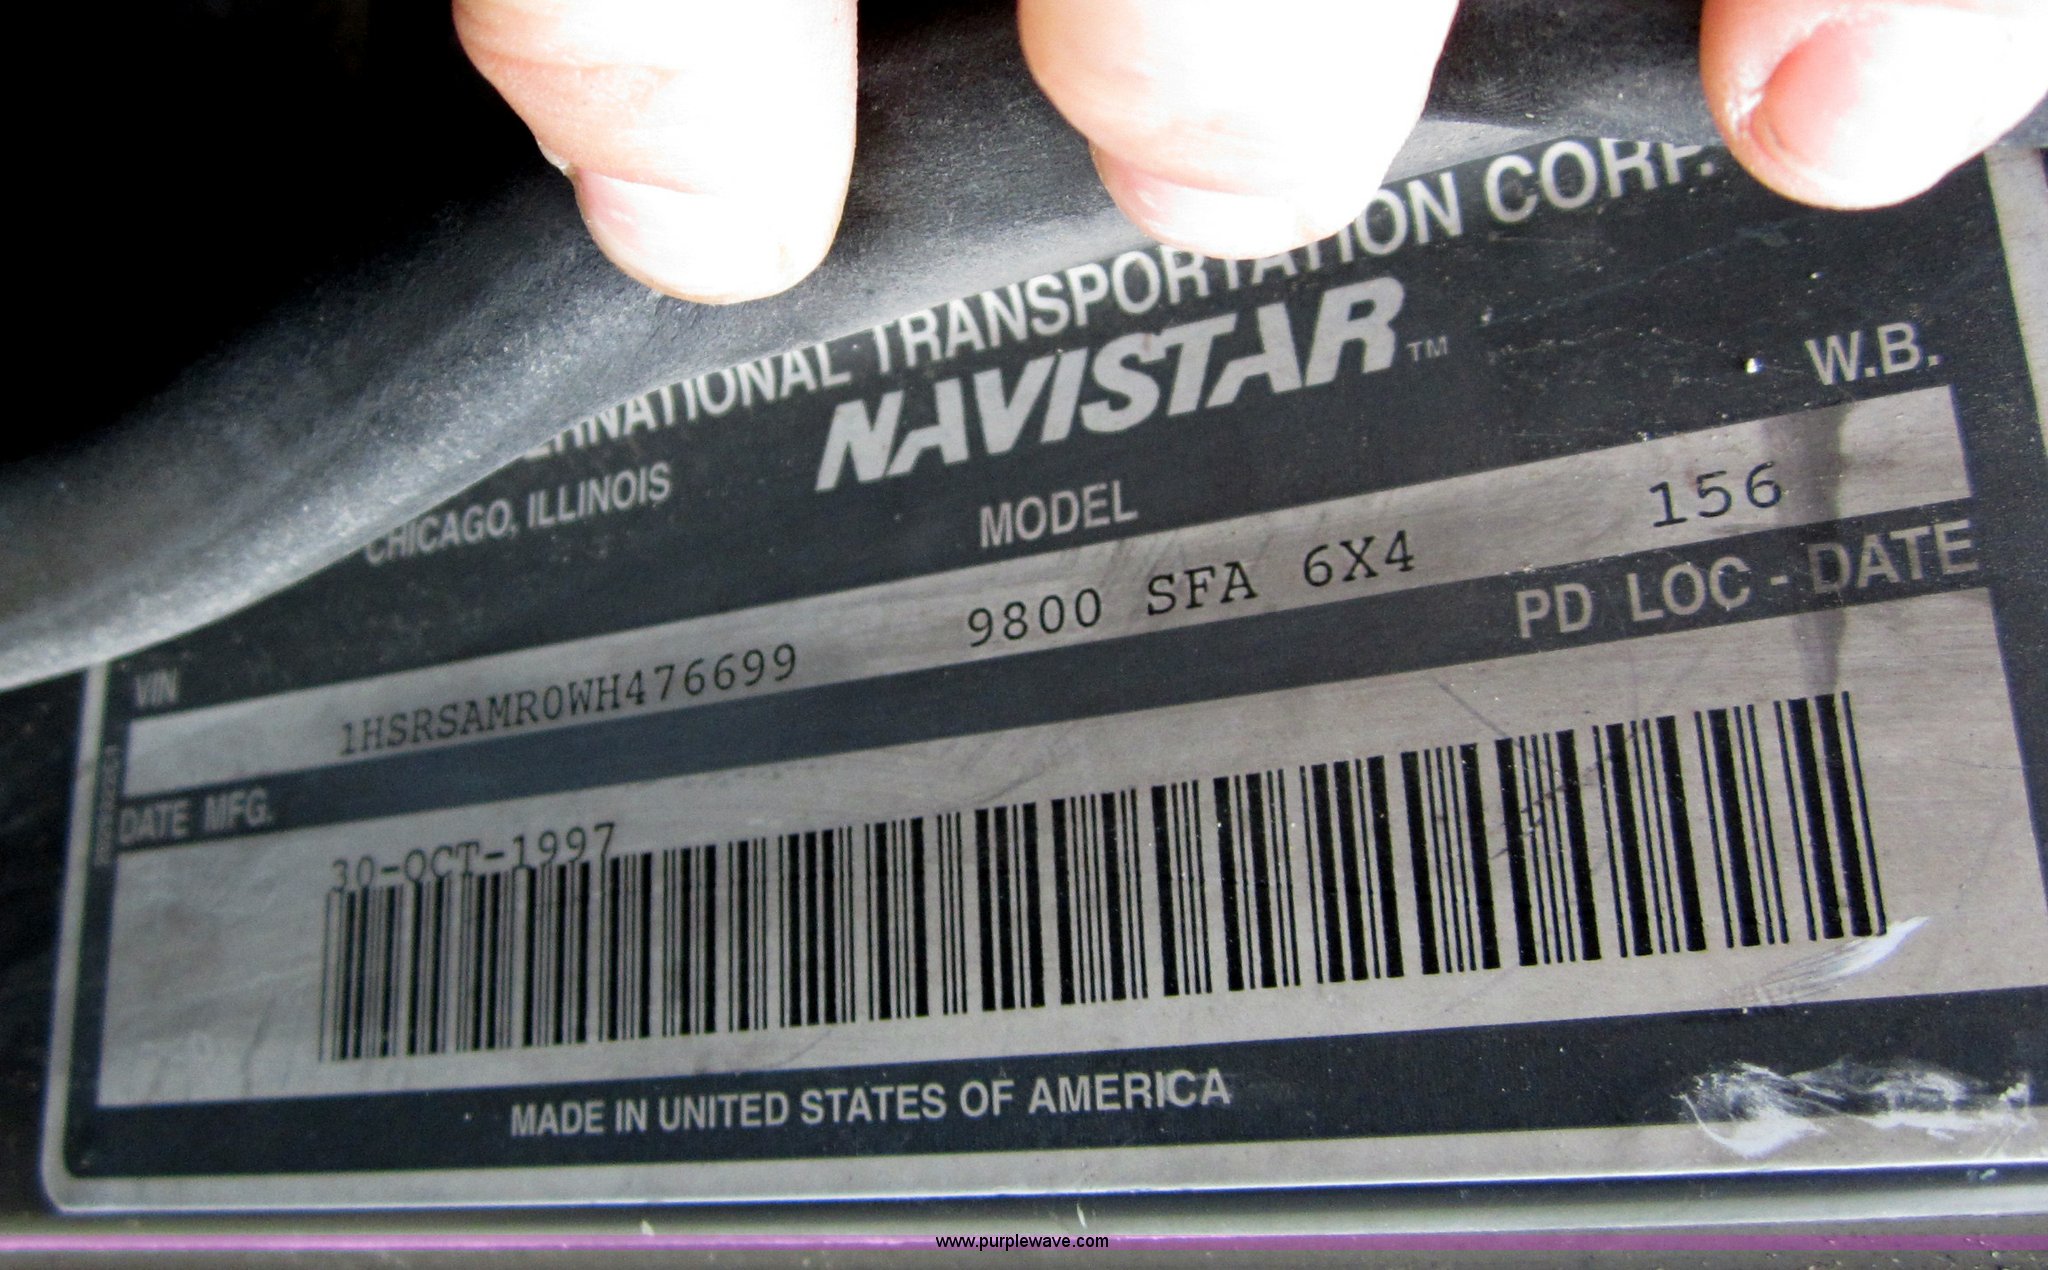 ERNATIONAL TRANSPORTATION CORP.
CHICAGO, ILLINOIS
NAVISTAR™
MODEL
W.B.
VIN
1HSRSAMR0WH476699 9800 SFA 6X4 156
DATE MFG. PD LOC - DATE
30-OCT-1997
MADE IN UNITED STATES OF AMERICA
www.purplewave.com